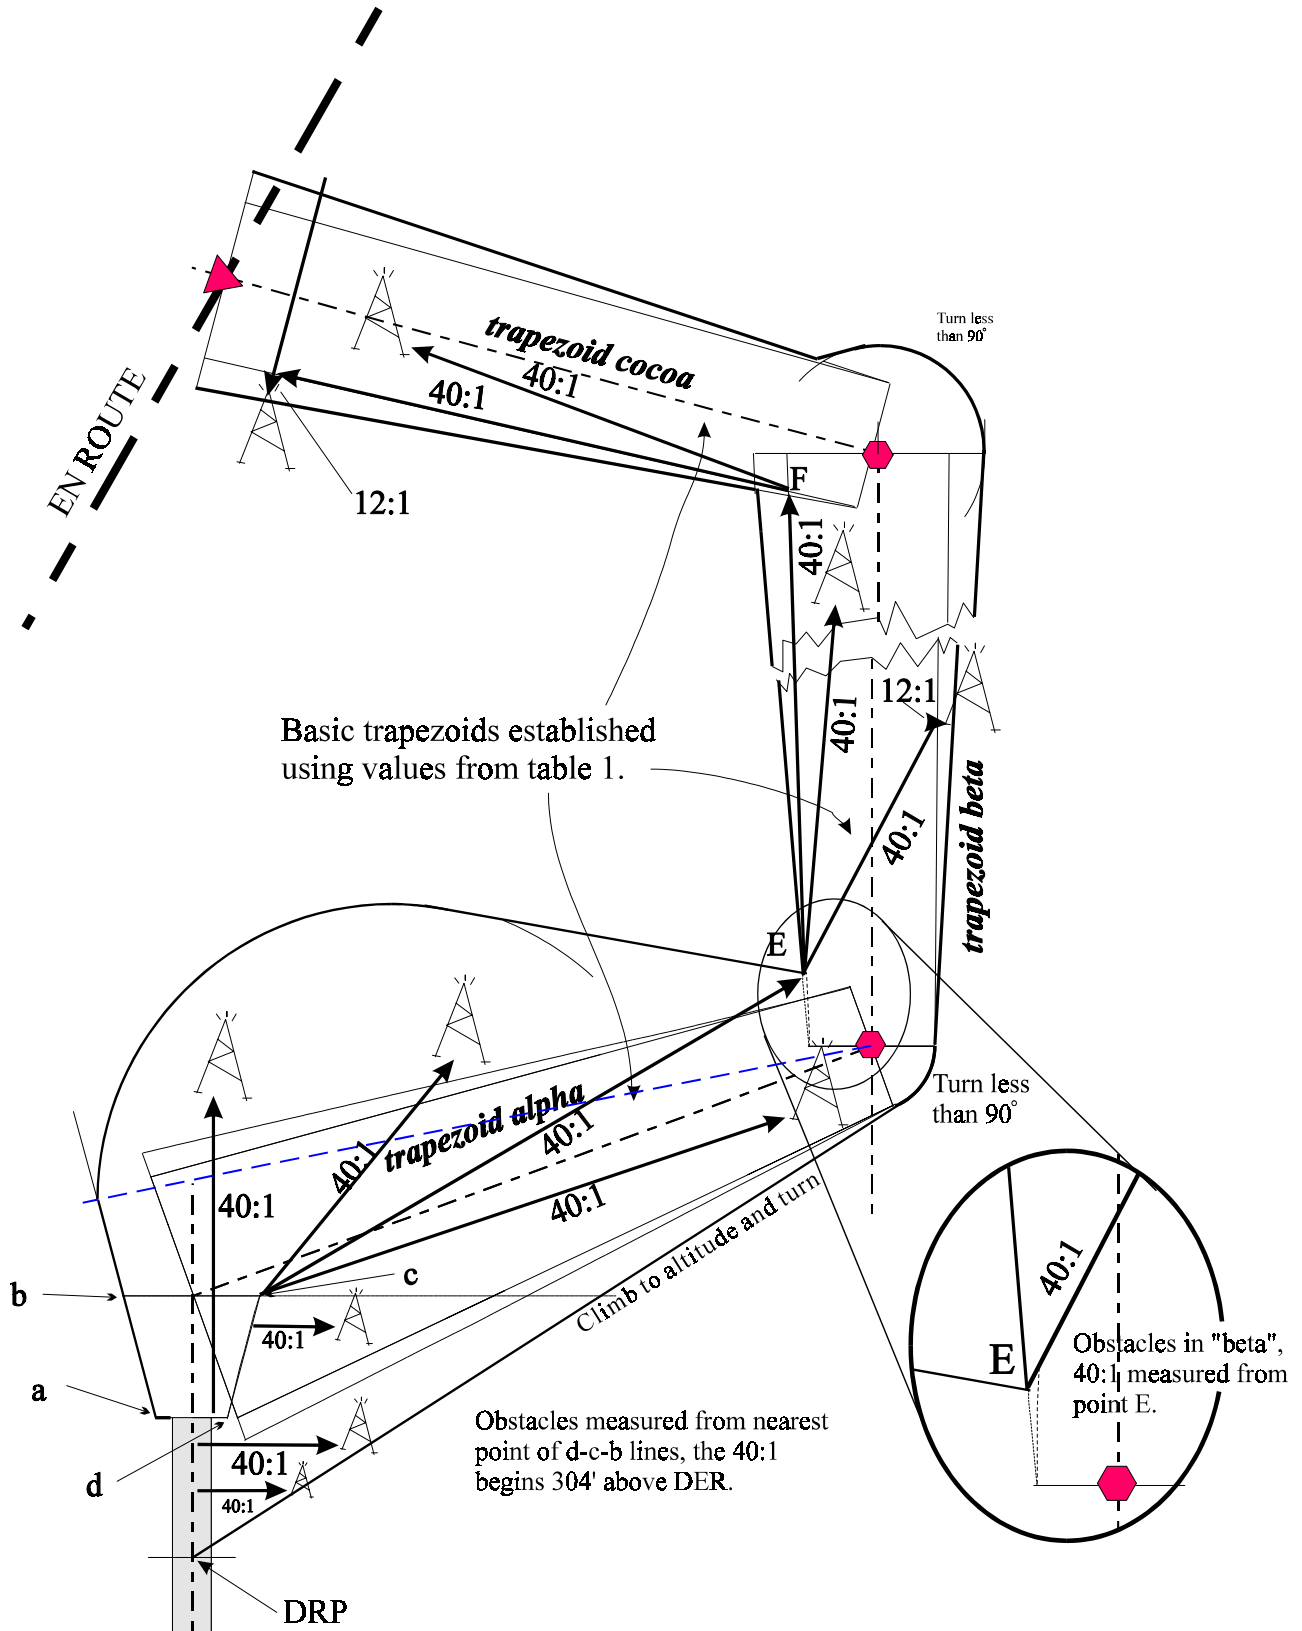 Turn less
than 90°
trapezoid cocoa
40:1
40:1
EN ROUTE
F
12:1
40:1
12:1
40:1
Basic trapezoids established
using values from table 1.
trapezoid beta
40:1
E
Turn less
than 90°
trapezoid alpha
40:1
40:1
40:1
40:1
Climb to altitude and turn
c
b
40:1
a
E
40:1
Obstacles in "beta",
40:1 measured from
point E.
Obstacles measured from nearest
point of d-c-b lines, the 40:1
begins 304' above DER.
40:1
d
40:1
DRP